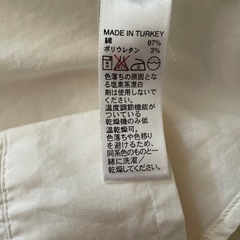 MADE IN TURKEY
綿 97%
ポリウレタン 3%
色落ちの原因とな
る塩素系漂白
剤は使用しないで
ください。
温度調節機能が
ついている
乾燥機のみ低
温乾燥可。
色落ちや色移り
を避けるため、
同系色のものと一
緒に洗濯/
乾燥してください。